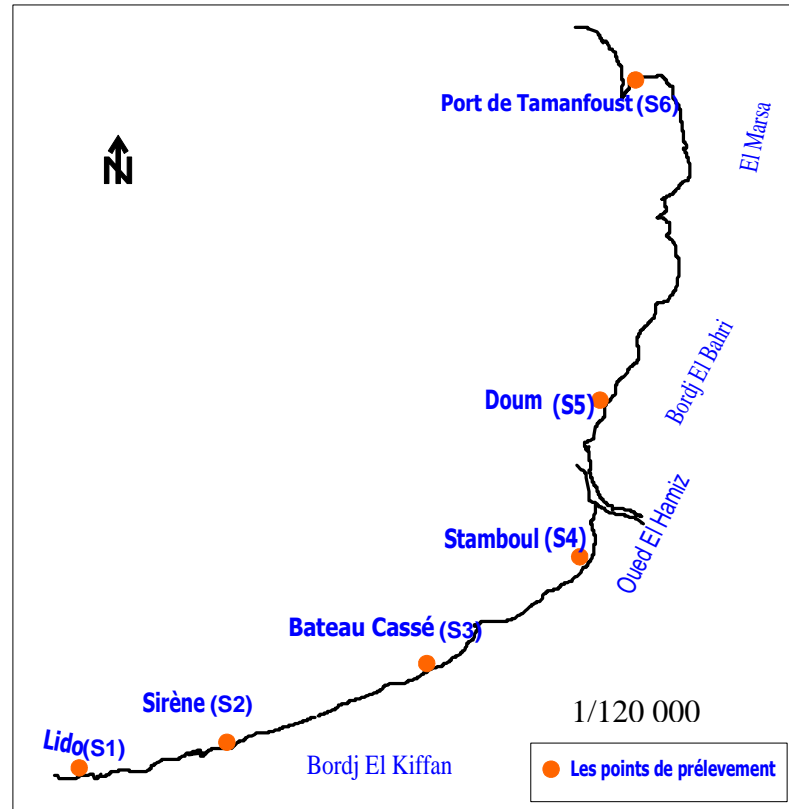 Port de Tamanfoust (S6)
El Marsa
N
Bordj El Bahri
Doum (S5)
Oued El Hamiz
Stamboul (S4)
Bateau Cassé (S3)
Sirène (S2)
1/120 000
Lido(S1)
Bordj El Kiffan
Les points de prélevement